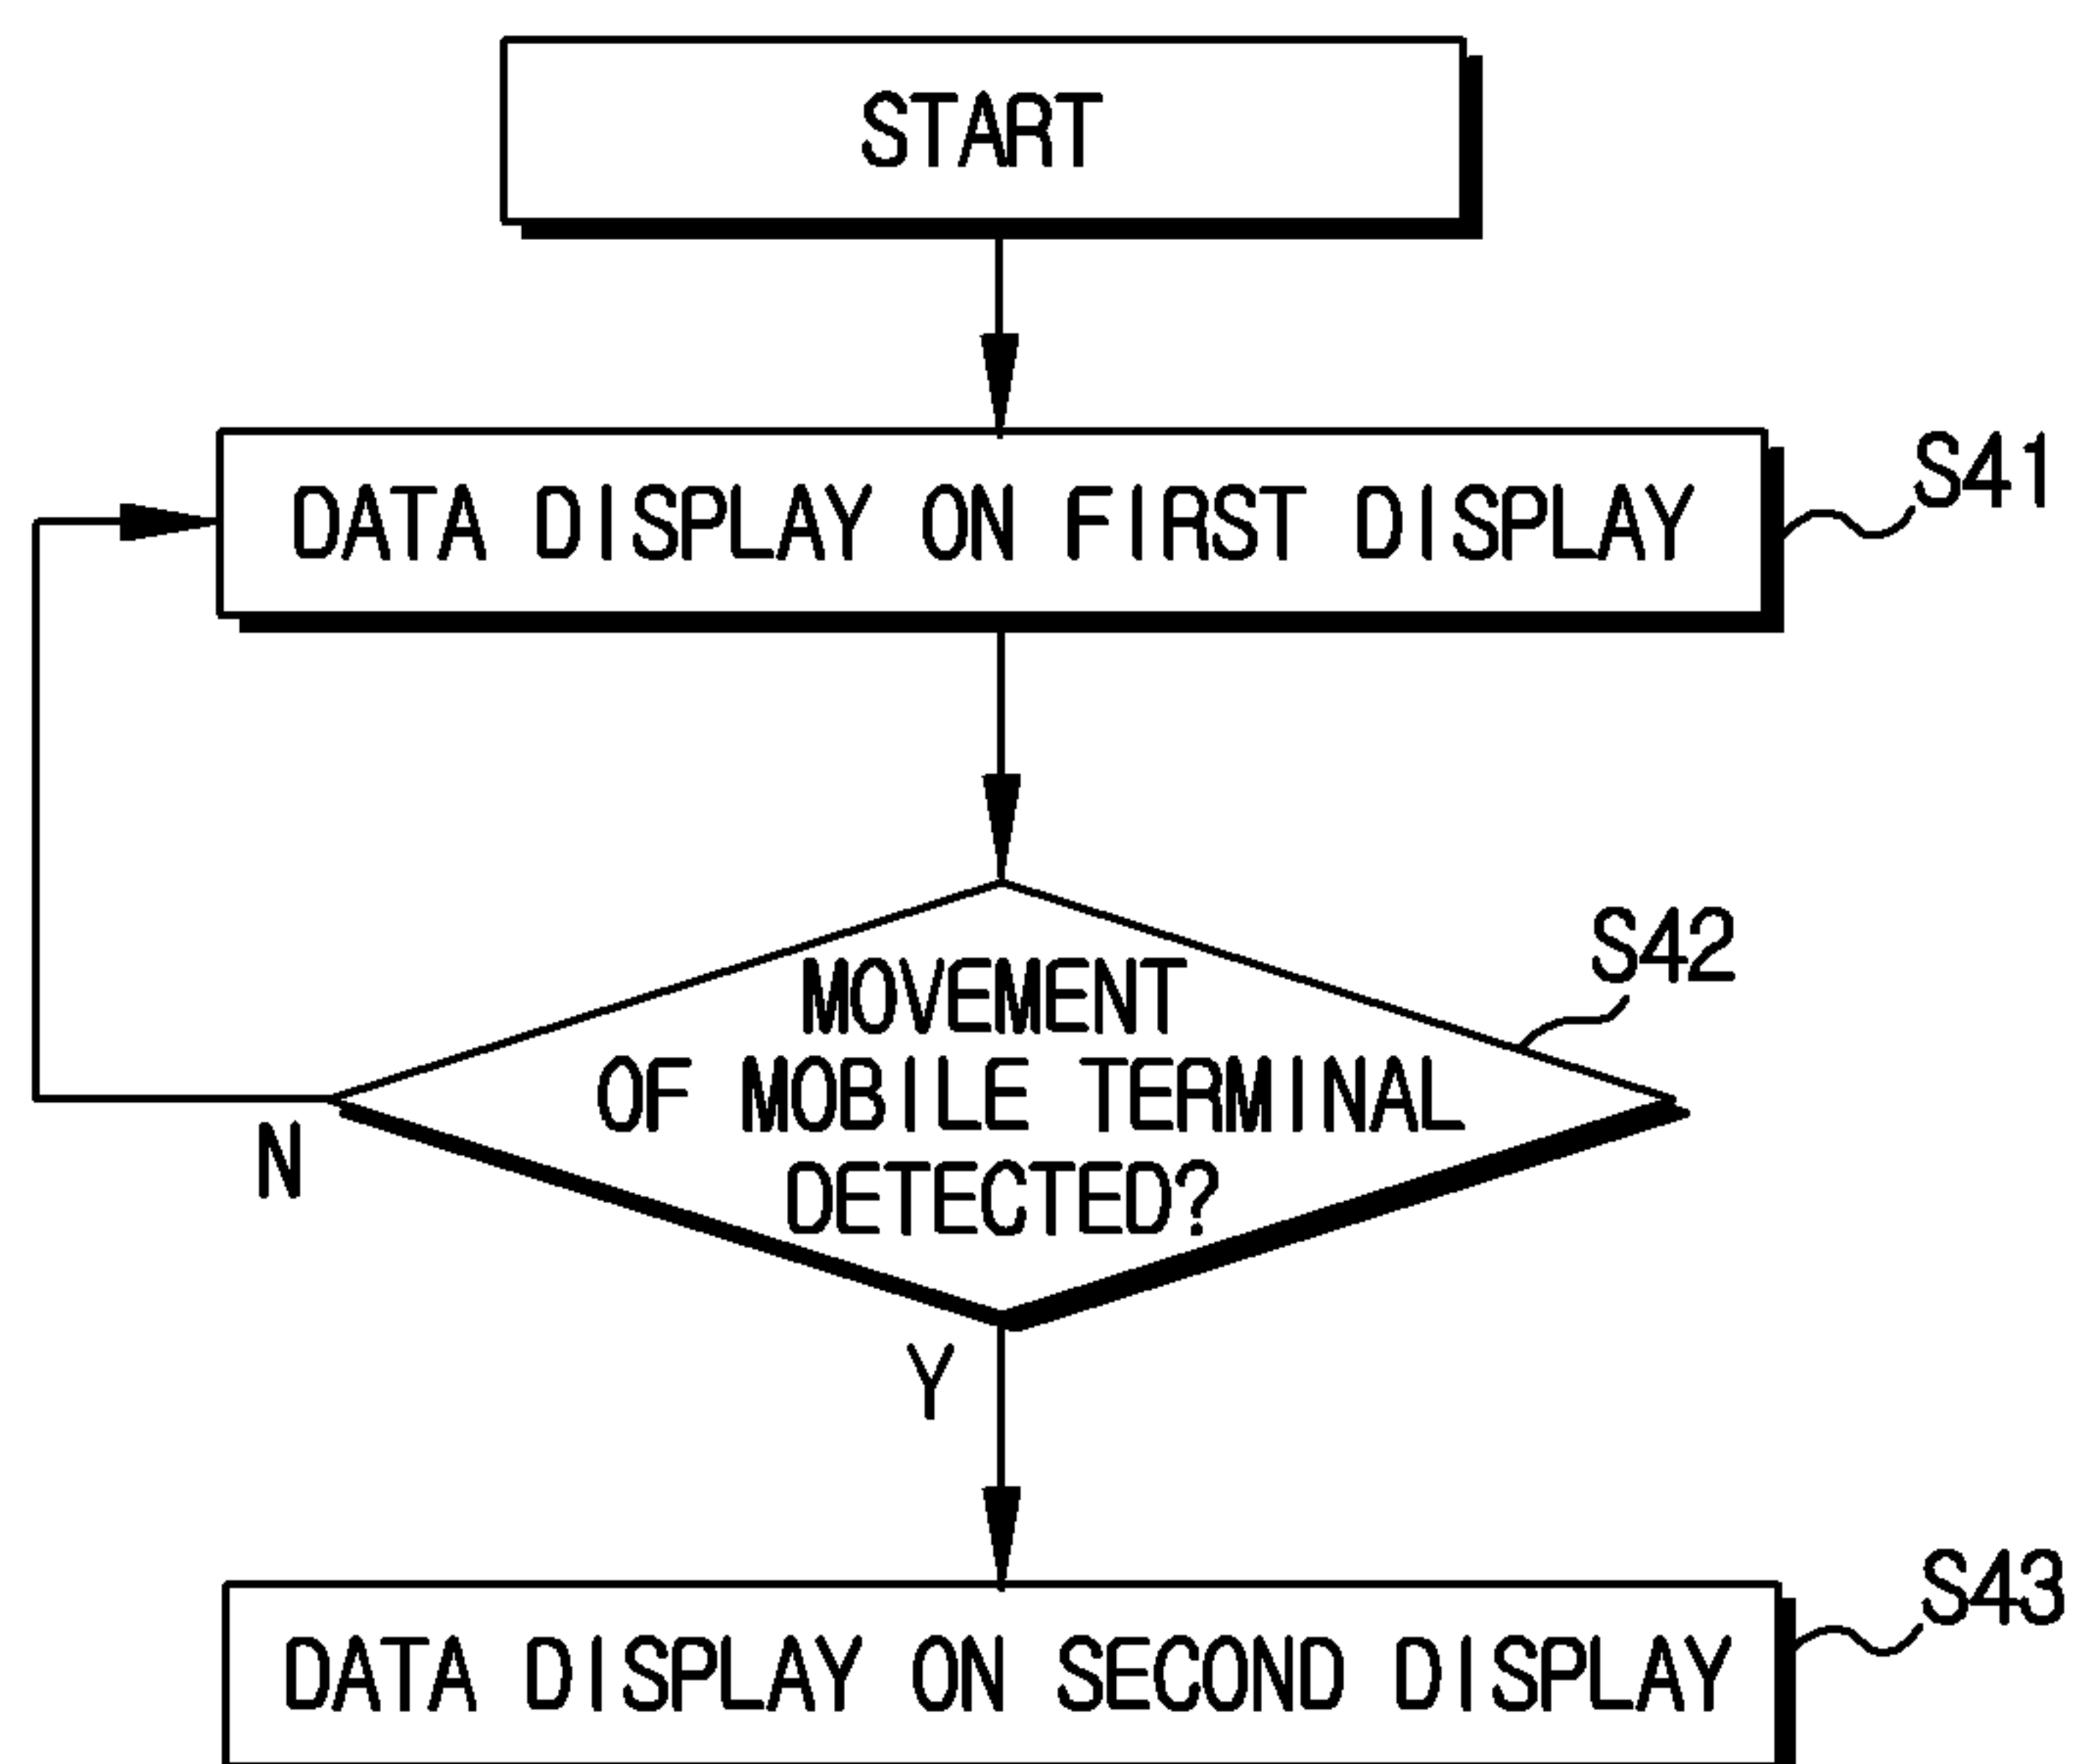 START
DATA DISPLAY ON FIRST DISPLAY
S41
MOVEMENT
OF MOBILE TERMINAL
DETECTED?
S42
N
Y
DATA DISPLAY ON SECOND DISPLAY
S43